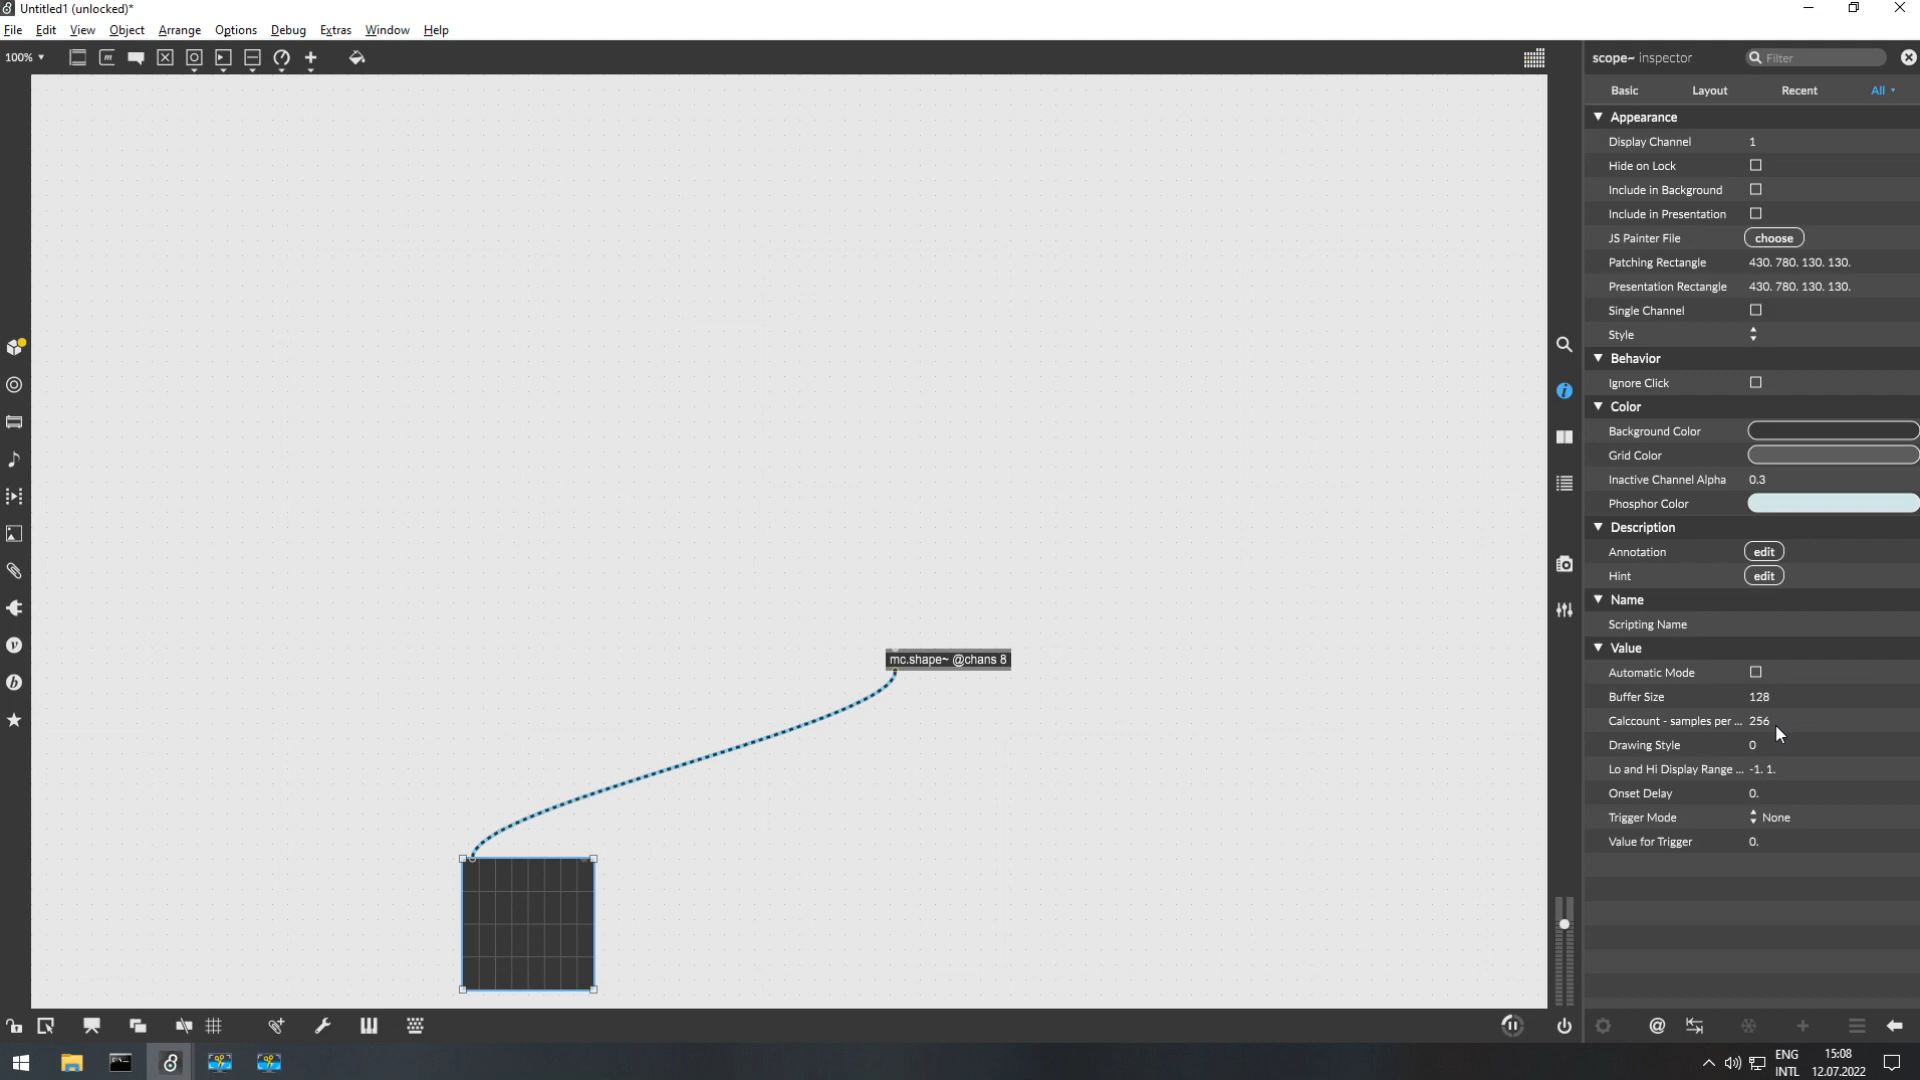 Untitled1 (unlocked)*
File Edit View Object Arrange Options Debug Extras Window Help
100%
scope~ inspector Filter
Basic Layout Recent All
Appearance
Display Channel 1
Hide on Lock
Include in Background
Include in Presentation
JS Painter File choose
Patching Rectangle 430. 780. 130. 130.
Presentation Rectangle 430. 780. 130. 130.
Single Channel
Style
Behavior
Ignore Click
Color
Background Color
Grid Color
Inactive Channel Alpha 0.3
Phosphor Color
Description
Annotation edit
Hint edit
Name
Scripting Name
Value
Automatic Mode
Buffer Size 128
Calccount - samples per ... 256
Drawing Style 0
Lo and Hi Display Range ... -1. 1.
Onset Delay 0.
Trigger Mode None
Value for Trigger 0.
mc.shape~ @chans 8
ENG 15:08
INTL 12.07.2022